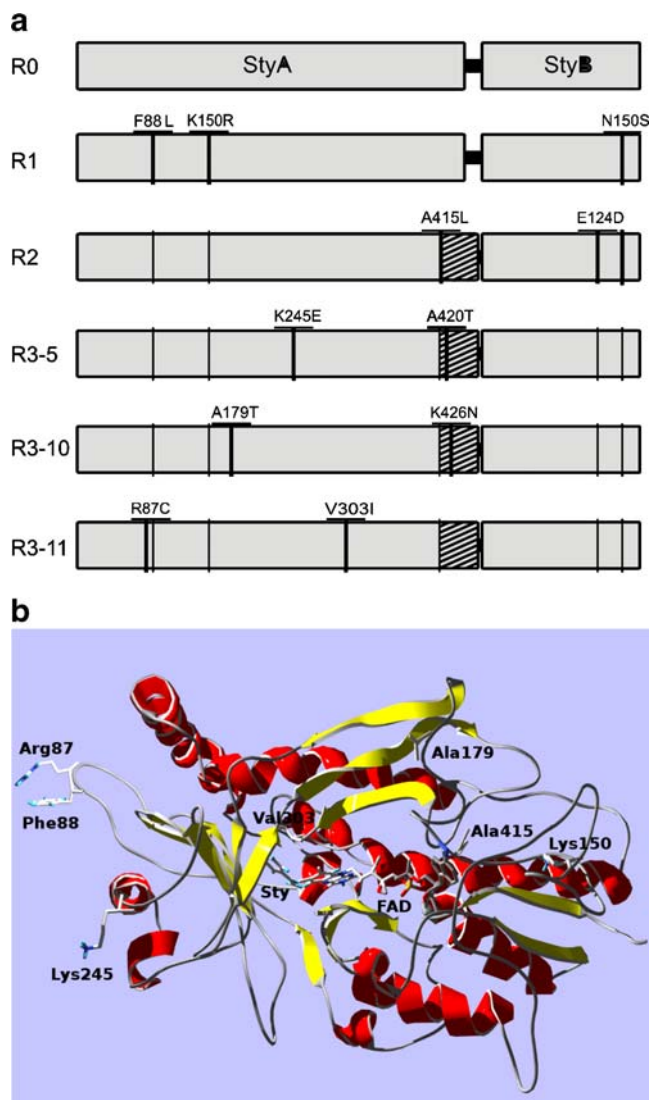 a
R0 StyA StyB
R1 F88L K150R N150S
R2 A415L E124D
R3-5 K245E A420T
R3-10 A179T K426N
R3-11 R87C V303I
b
Arg87
Phe88
Ala179
Val303
Ala415
Lys150
Sty
FAD
Lys245